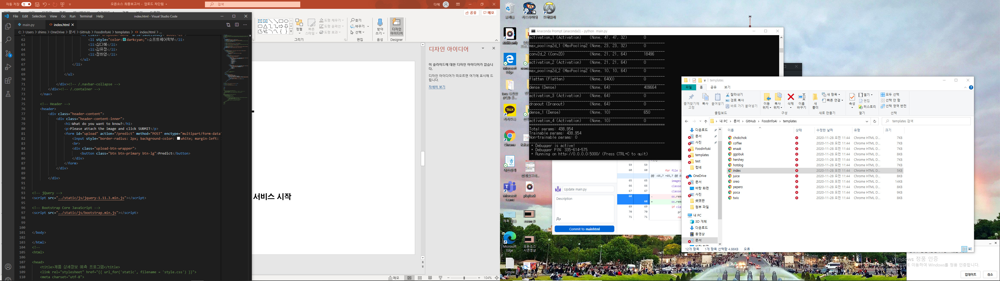 자동 저장
오픈소스 최종보고서 - 업로드 차단됨
검색
다혜
File Edit Selection View Go Run Terminal Help
index.html - Visual Studio Code
main.py
index.html
C: > Users > shims > OneDrive > 문서 > GitHub > FoodInfoAI > templates > index.html > ...
62 <li style="color: darkcyan;">소프트웨어학부</li>
63 <li>심다혜</li>
64 <li>김유정</li>
65 <li>정하영</li>
66 </ul>
67 </li>
68
69 </ul>
70
71 </div><!-- /.navbar-collapse -->
72 </div><!-- /.container -->
73 </nav>
74
75 <!-- Header -->
76 <header>
77 <div class="header-content">
78 <div class="header-content-inner">
79 <h1>What do you want to know?</h1>
80 <p>Please attach the image and click SUBMIT</p>
81 <form id="upload" action="/predict" method="POST" enctype="multipart/form-data"
82 <input style="border-radius: 2px; background-color: white; margin-left:
83 <br>
84 <div class="upload-btn-wrapper">
85 <button class="btn btn-primary btn-lg">Predict</button>
86 </div>
87 </form>
88 </div>
89
90 </div>
91
92
93 <!-- jQuery -->
94 <script src="../static/js/jquery-1.11.3.min.js"></script>
95
96 <!-- Bootstrap Core JavaScript -->
97 <script src="../static/js/bootstrap.min.js"></script>
98
99
100
101 </body>
102
103 </html>
104 <!--
105 <html>
106
107 <head>
108 <title>제품 상세정보 예측 프로그램</title>
109 <link rel="stylesheet" href="{{ url_for('static', filename = 'style.css') }}">
110 <meta charset="utf-8">
공유
메모
정렬
빠른 스타일
도형 채우기
도형 윤곽선
도형 효과
그리기
찾기
바꾸기
선택
편집
받아쓰기
음성
디자인 아이디어
Designer
디자인 아이디어
이 슬라이드에 대한 디자인 아이디어가 없습니다.
디자인 아이디어가 떠오르면 여기에 표시해 드립니다.
자세히 보기
서비스 시작
메모
104%
휴지통
카트라이더
오버워치
audio_only
Microsoft Edge
카카오톡
Chrome
예산정리
Microsoft Teams
playback
zoom_0
Microsoft Edge
오픈소스 시연영상
Simple
Anaconda Prompt (anaconda3) - python main.py
activation_1 (Activation) (None, 47, 47, 32) 0
max_pooling2d_1 (MaxPooling2 (None, 23, 23, 32) 0
conv2d_2 (Conv2D) (None, 21, 21, 64) 18496
activation_2 (Activation) (None, 21, 21, 64) 0
max_pooling2d_2 (MaxPooling2 (None, 10, 10, 64) 0
flatten (Flatten) (None, 6400) 0
dense (Dense) (None, 64) 409664
activation_3 (Activation) (None, 64) 0
dropout (Dropout) (None, 64) 0
dense_1 (Dense) (None, 10) 650
activation_4 (Activation) (None, 10) 0
Total params: 438,954
Trainable params: 438,954
Non-trainable params: 0
* Debugger is active!
* Debugger PIN: 335-614-575
* Running on http://0.0.0.0:5000/ (Press CTRL+C to quit)
59 59
60 60 for file in
@@ -65,7 +65,7 @@ d
65 65 images
66 66 classe
67 67 classe
68 - os.rem
68 + os.rem
69 69 if clas
70 70 pr
71 71 re
Update main.py
Description
Commit to mainhtml
templates
파일 홈 공유 보기
즐겨찾기에 고정
복사
붙여넣기
잘라내기
경로 복사
바로 가기 붙여넣기
클립보드
이동 위치
복사 위치
삭제
이름 바꾸기
구성
새 폴더
새 항목
빠른 연결
새로 만들기
속성
열기
편집
히스토리
열기
모두 선택
선택 안 함
선택 영역 반전
선택
내 PC > 문서 > GitHub > FoodInfoAI > templates
templates 검색
다운로드
문서
사진
FoodInfoAI
templates
test
컴네
OneDrive
문서
바탕 화면
사진
첨부 파일
내 PC
3D 개체
다운로드
동영상
문서
바탕 화면
이름 상태 수정한 날짜 유형 크기
chokchok 2020-11-28 오전 11:44 Chrome HTML D... 7KB
coffee 2020-11-28 오전 11:44 Chrome HTML D... 7KB
enaak 2020-11-28 오전 11:44 Chrome HTML D... 7KB
ggobuk 2020-11-28 오전 11:44 Chrome HTML D... 8KB
hershey 2020-11-28 오전 11:44 Chrome HTML D... 7KB
hotdog 2020-11-28 오전 11:44 Chrome HTML D... 7KB
index 2020-11-28 오전 11:44 Chrome HTML D... 5KB
juice 2020-11-28 오전 11:44 Chrome HTML D... 8KB
oreo 2020-11-28 오전 11:44 Chrome HTML D... 14KB
pepero 2020-11-28 오전 11:44 Chrome HTML D... 8KB
poca 2020-11-28 오전 11:44 Chrome HTML D... 9KB
twix 2020-11-28 오전 11:44 Chrome HTML D... 8KB
12개 항목 1개 항목 선택함 4.86KB 오류
Windows 정품 인증
로 이동하여 Windows를 정품 인증합니다.
업데이트
취소